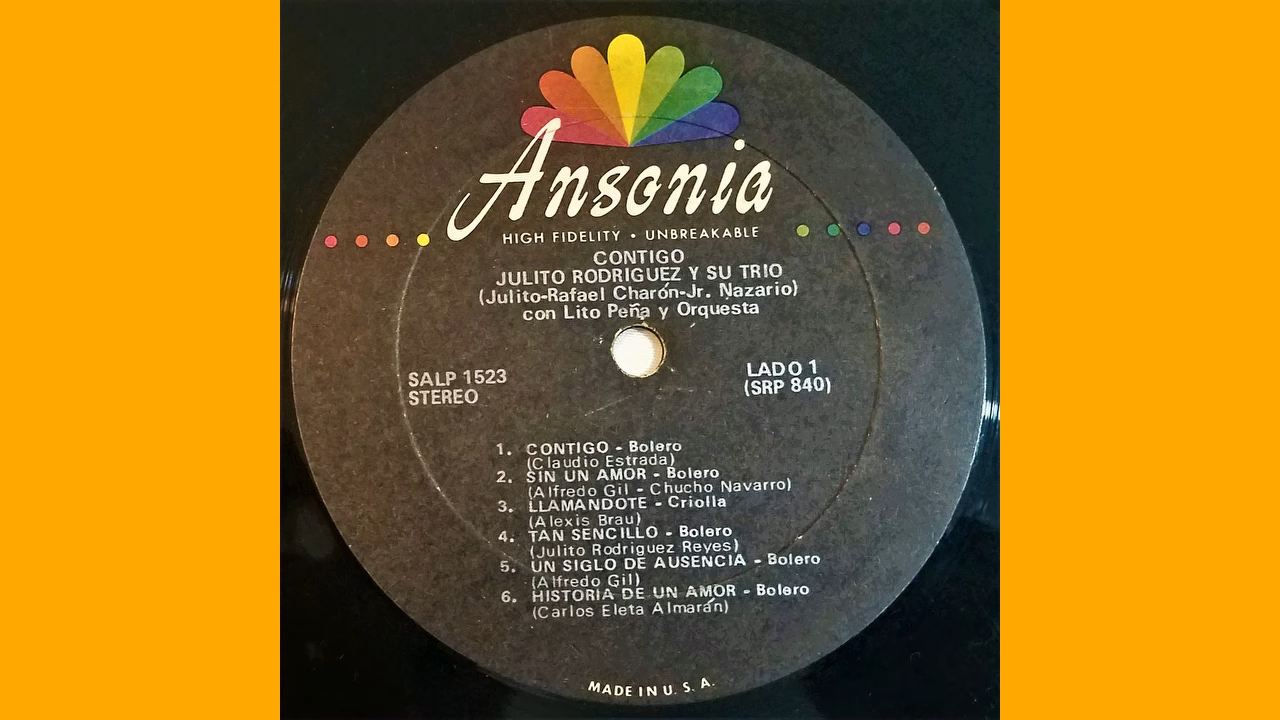 Ansonia
HIGH FIDELITY • UNBREAKABLE
CONTIGO
JULITO RODRIGUEZ Y SU TRIO
(Julito-Rafael Charón-Jr. Nazario)
con Lito Peña y Orquesta
SALP 1523
STEREO
LADO 1
(SRP 840)
1. CONTIGO - Bolero
(Claudio Estrada)
2. SIN UN AMOR - Bolero
(Alfredo Gil - Chucho Navarro)
3. LLAMANDOTE - Criolla
(Alexis Brau)
4. TAN SENCILLO - Bolero
(Julito Rodriguez Reyes)
5. UN SIGLO DE AUSENCIA - Bolero
(Alfredo Gil)
6. HISTORIA DE UN AMOR - Bolero
(Carlos Eleta Almarán)
MADE IN U. S. A.